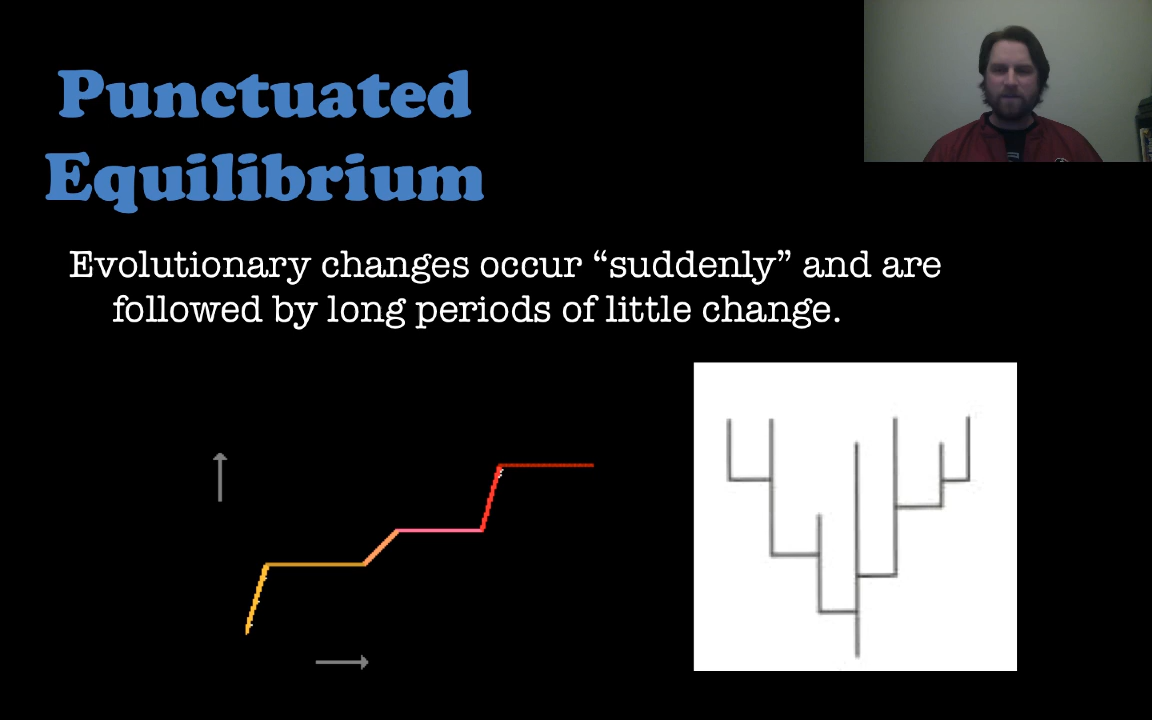 Punctuated
Equilibrium
Evolutionary changes occur “suddenly” and are
followed by long periods of little change.